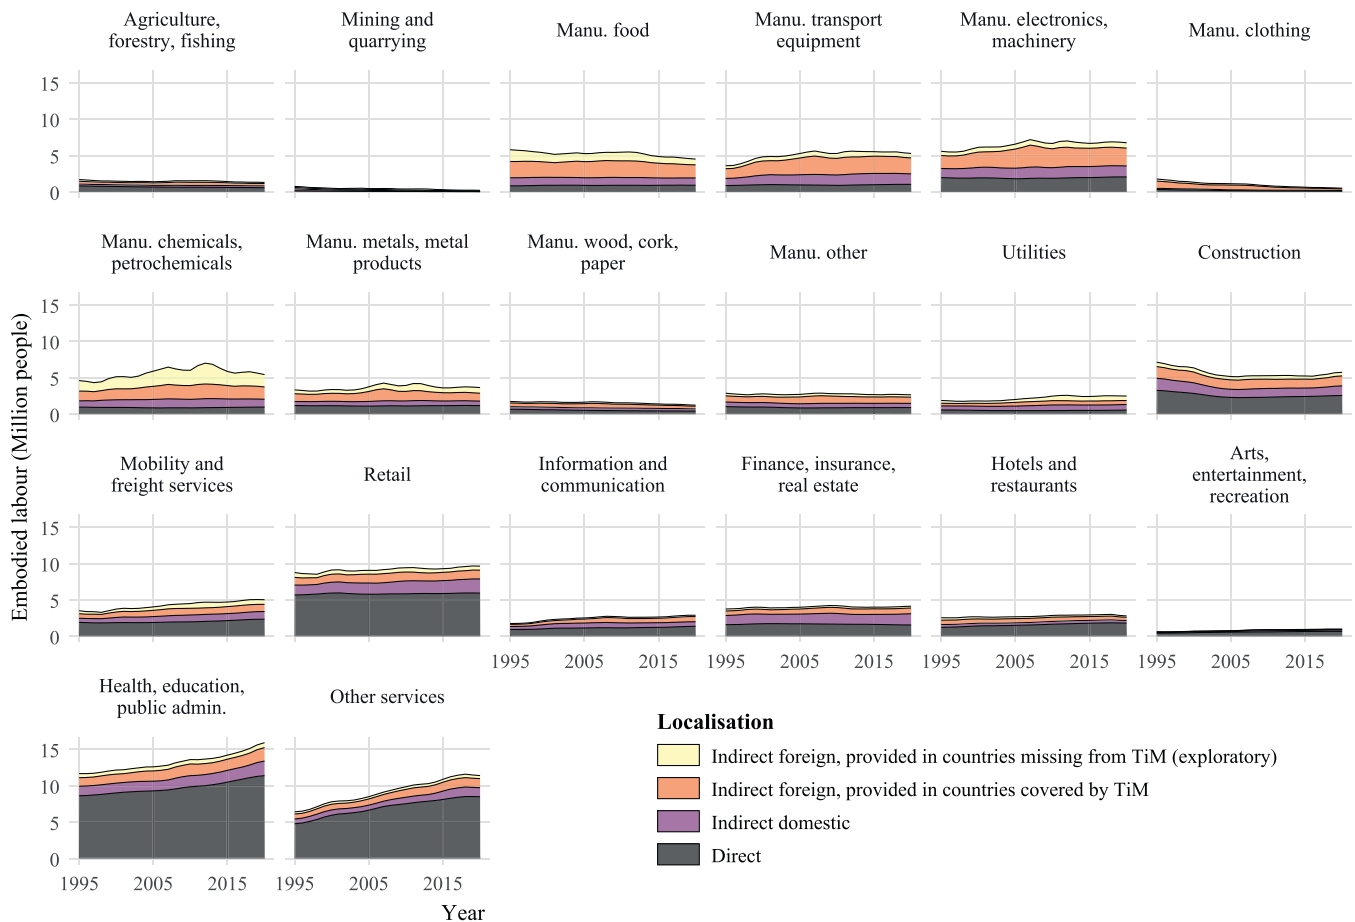 Agriculture,
forestry, fishing
Mining and
quarrying
Manu. food
Manu. transport
equipment
Manu. electronics,
machinery
Manu. clothing
15
10
5
0
Manu. chemicals,
petrochemicals
Manu. metals, metal
products
Manu. wood, cork,
paper
Manu. other
Utilities
Construction
15
10
5
0
Embodied labour (Million people)
Mobility and
freight services
Retail
Information and
communication
Finance, insurance,
real estate
Hotels and
restaurants
Arts,
entertainment,
recreation
15
10
5
0
1995 2005 2015
1995 2005 2015
1995 2005 2015
1995 2005 2015
Health, education,
public admin.
Other services
15
10
5
0
1995 2005 2015
1995 2005 2015
Year
Localisation
Indirect foreign, provided in countries missing from TiM (exploratory)
Indirect foreign, provided in countries covered by TiM
Indirect domestic
Direct